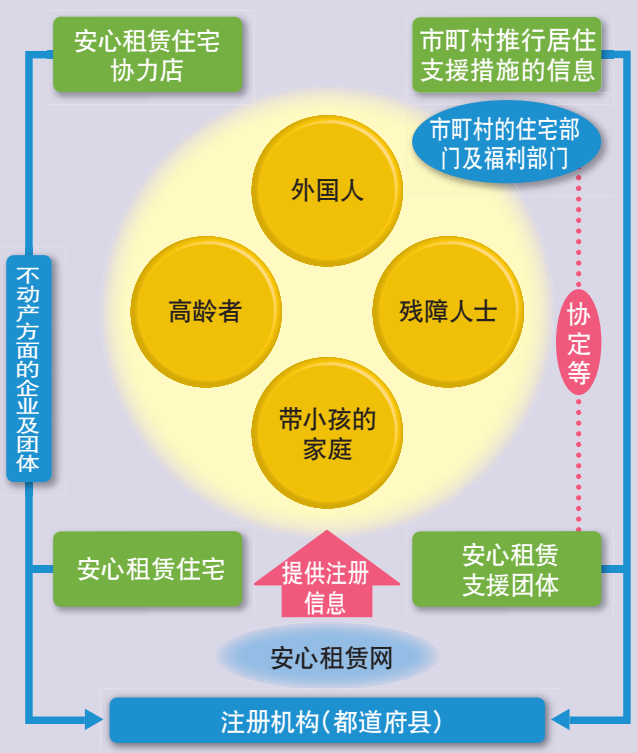 安心租赁住宅
协力店
市町村推行居住
支援措施的信息
市町村的住宅部
门及福利部门
外国人
高龄者
残障人士
带小孩的
家庭
不动产方面的企业及团体
协定等
安心租赁住宅
提供注册
信息
安心租赁
支援团体
安心租赁网
注册机构(都道府县)